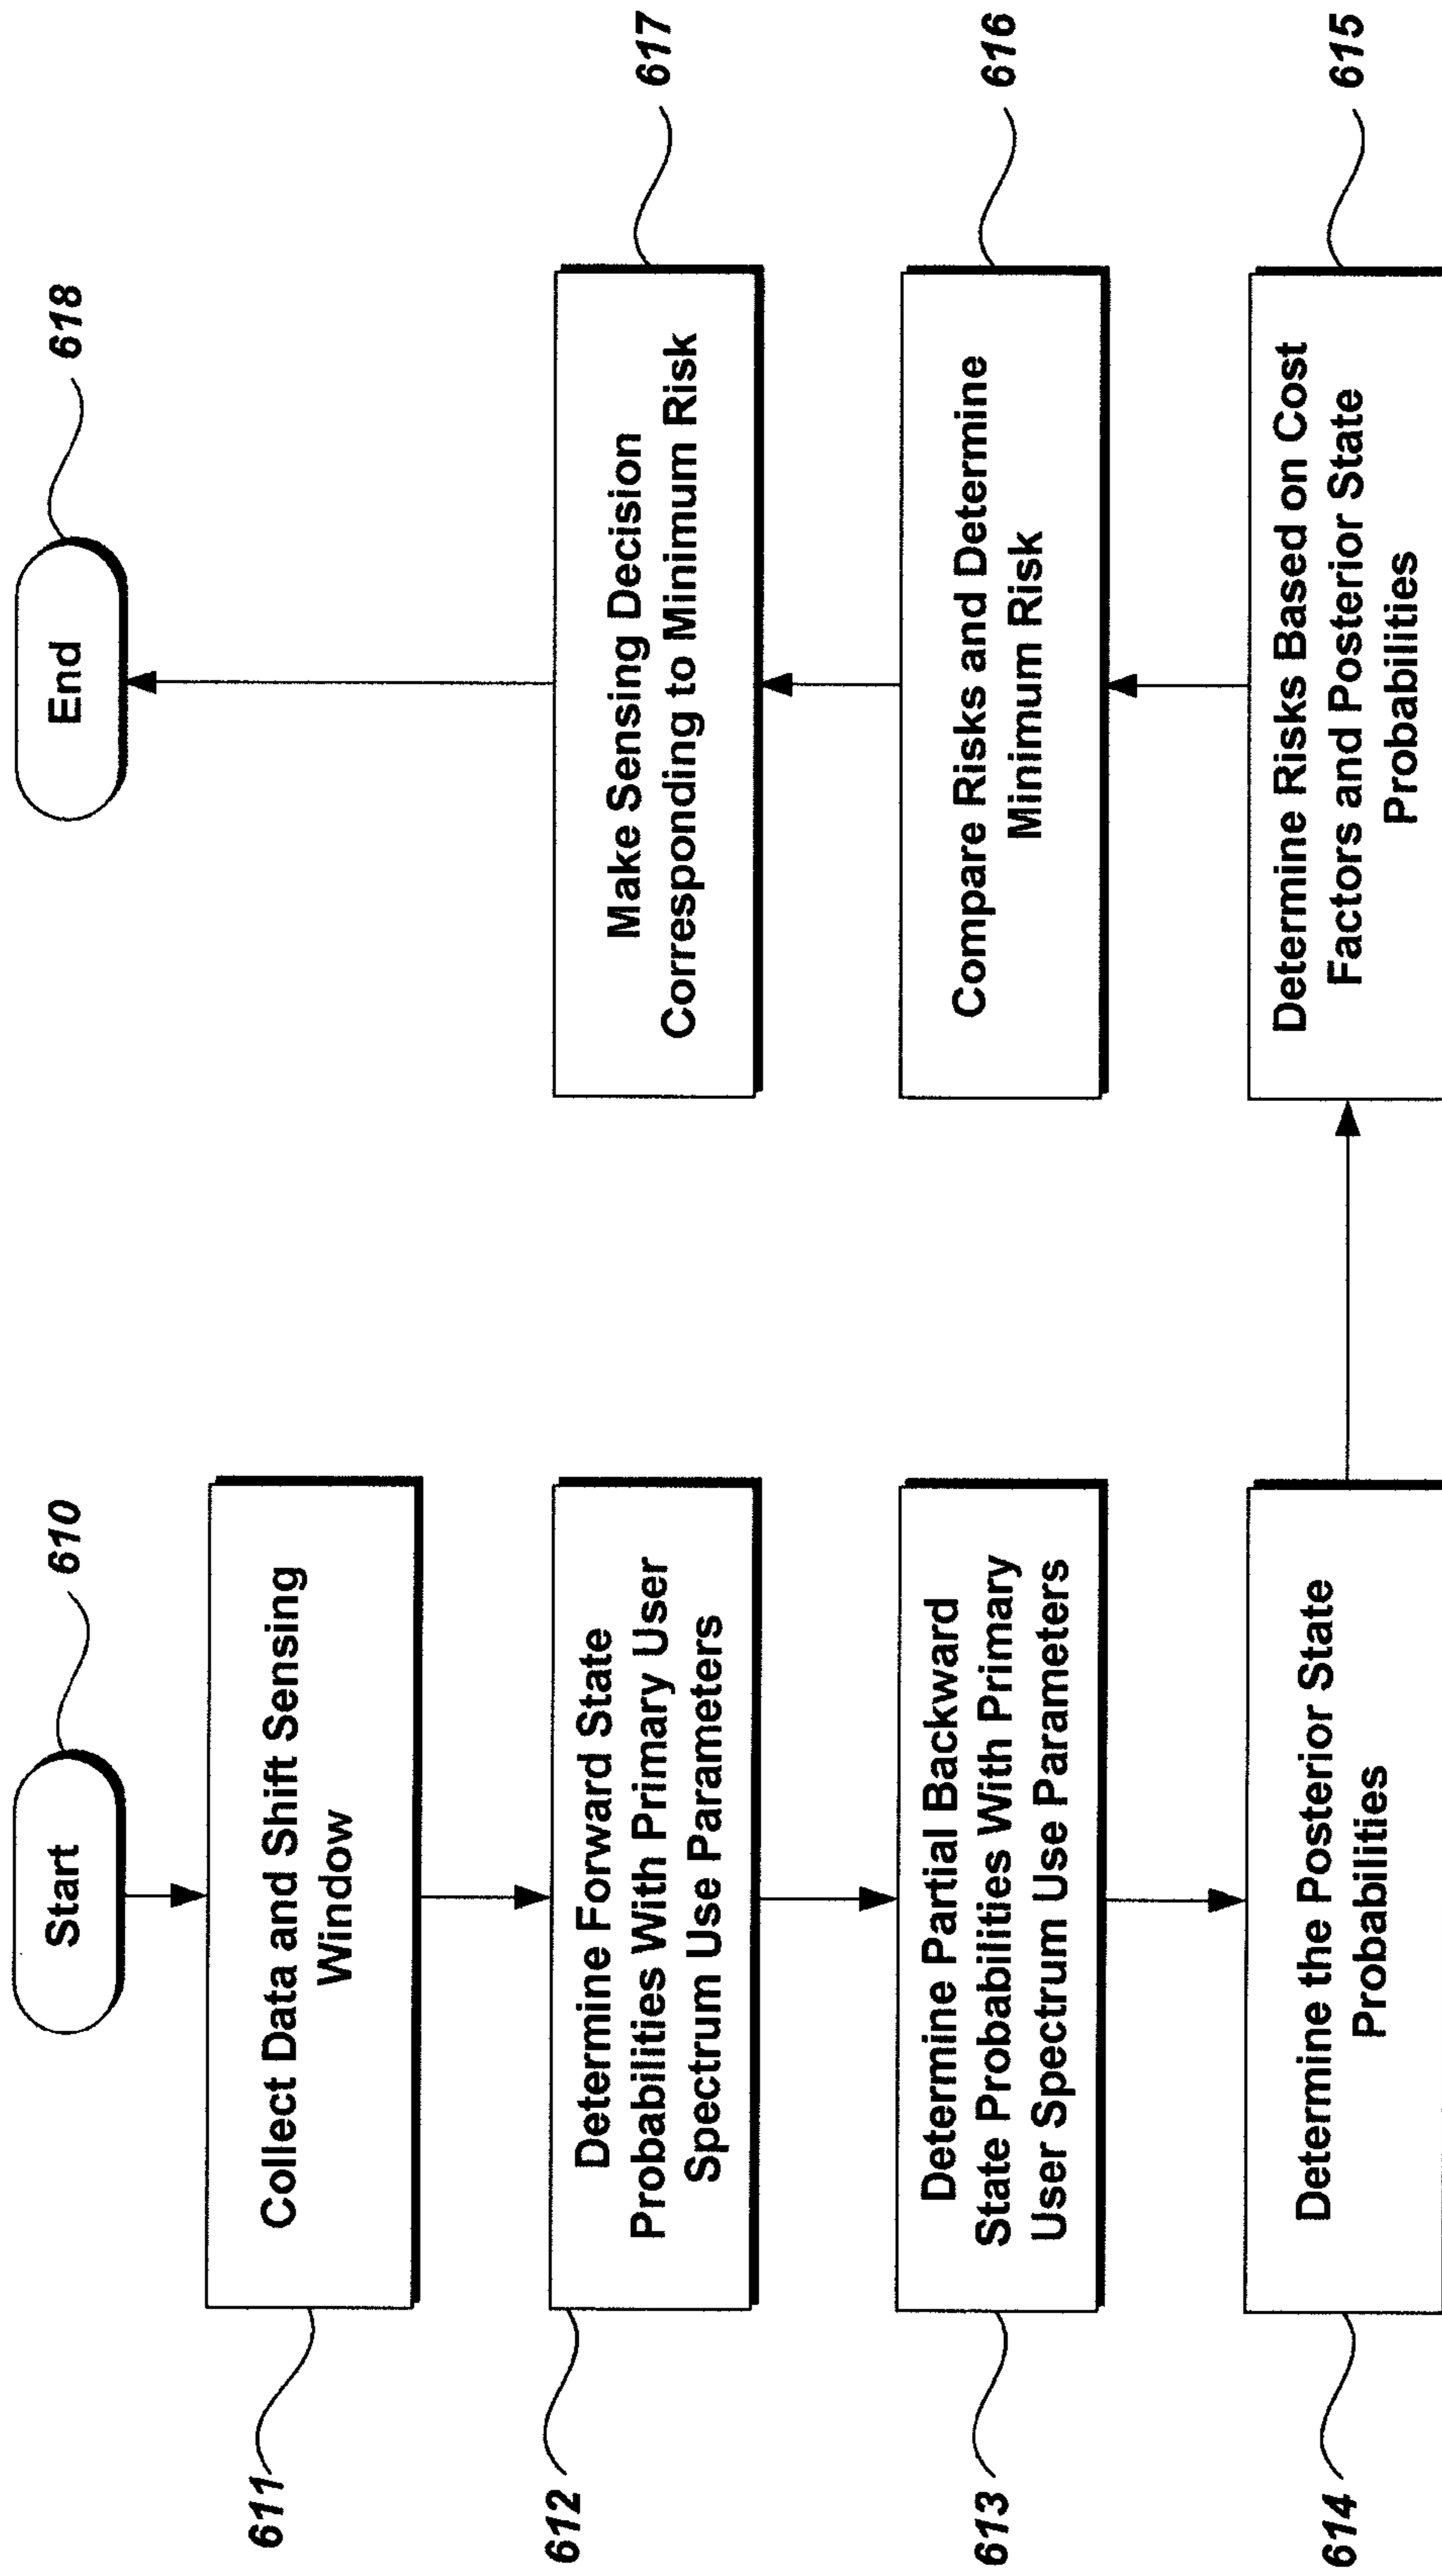 Start
610
Collect Data and Shift Sensing
Window
611
Determine Forward State
Probabilities With Primary User
Spectrum Use Parameters
612
Determine Partial Backward
State Probabilities With Primary
User Spectrum Use Parameters
613
Determine the Posterior State
Probabilities
614
Determine Risks Based on Cost
Factors and Posterior State
Probabilities
615
Compare Risks and Determine
Minimum Risk
616
Make Sensing Decision
Corresponding to Minimum Risk
617
End
618